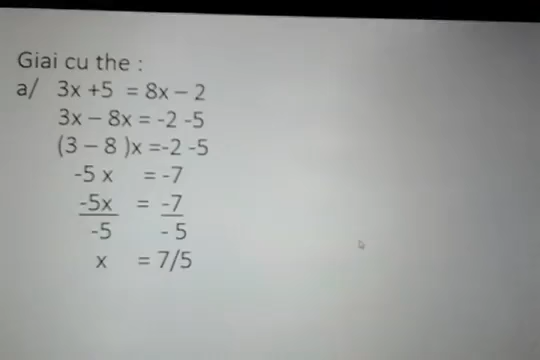 Giai cu the :
a/ 3x +5 = 8x – 2
3x – 8x = -2 -5
(3 – 8 )x =-2 -5
-5 x = -7
-5x = -7
-5 - 5
x = 7/5